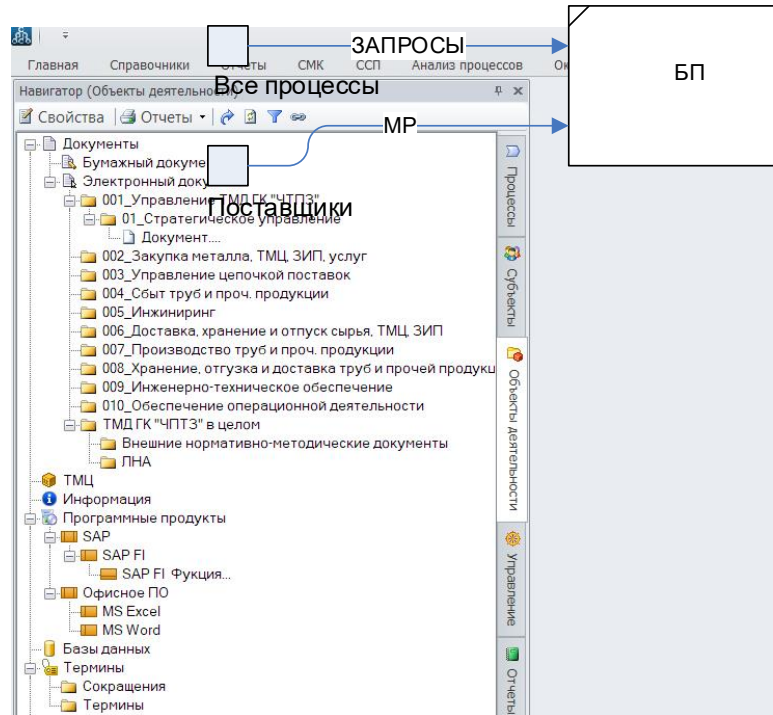 ЗАПРОСЫ
БП
Главная Справочники Отчеты СМК ССП Анализ процессов Ок
Все процессы
Навигатор (Объекты деятельности)
Свойства Отчеты
МР
Документы
Бумажный докуме
Электронный доку
Поставщики
001_Управление ТМД ГК "ЧТПЗ"
01_Стратегическое управление
Документ....
002_Закупка металла, ТМЦ, ЗИП, услуг
003_Управление цепочкой поставок
004_Сбыт труб и проч. продукции
005_Инжиниринг
006_Доставка, хранение и отпуск сырья, ТМЦ, ЗИП
007_Производство труб и проч. продукции
008_Хранение, отгрузка и доставка труб и прочей продукц
009_Инженерно-техническое обеспечение
010_Обеспечение операционной деятельности
ТМД ГК "ЧПТЗ" в целом
Внешние нормативно-методические документы
ЛНА
ТМЦ
Информация
Программные продукты
SAP
SAP FI
SAP FI Фукция...
Офисное ПО
MS Excel
MS Word
Базы данных
Термины
Сокращения
Термины
Процессы
Субъекты
Объекты деятельности
Управление
Отчеты